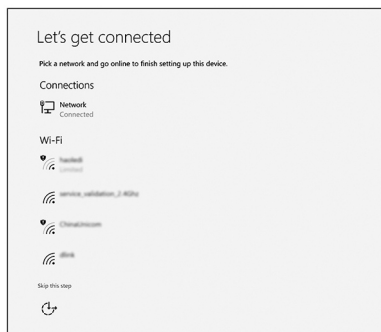 Let's get connected
Pick a network and go online to finish setting up this device.
Connections
Network
Connected
Wi-Fi
haoledi
Limited
service_validation_2.4Ghz
ChinaUnicom
dlink
Skip this step